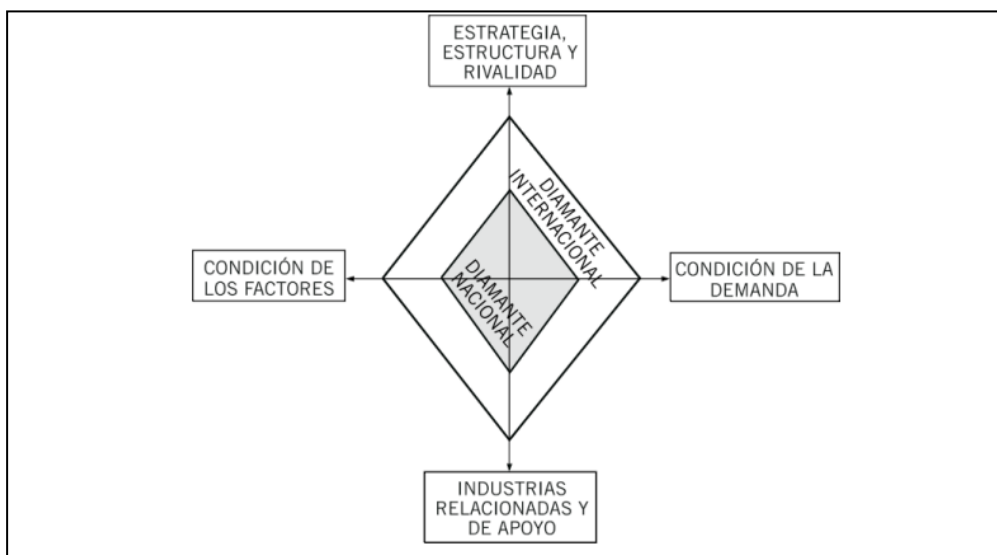 ESTRATEGIA,
ESTRUCTURA Y
RIVALIDAD
DIAMANTE
INTERNACIONAL
CONDICIÓN DE
LOS FACTORES
DIAMANTE
NACIONAL
CONDICIÓN DE LA
DEMANDA
INDUSTRIAS
RELACIONADAS Y
DE APOYO